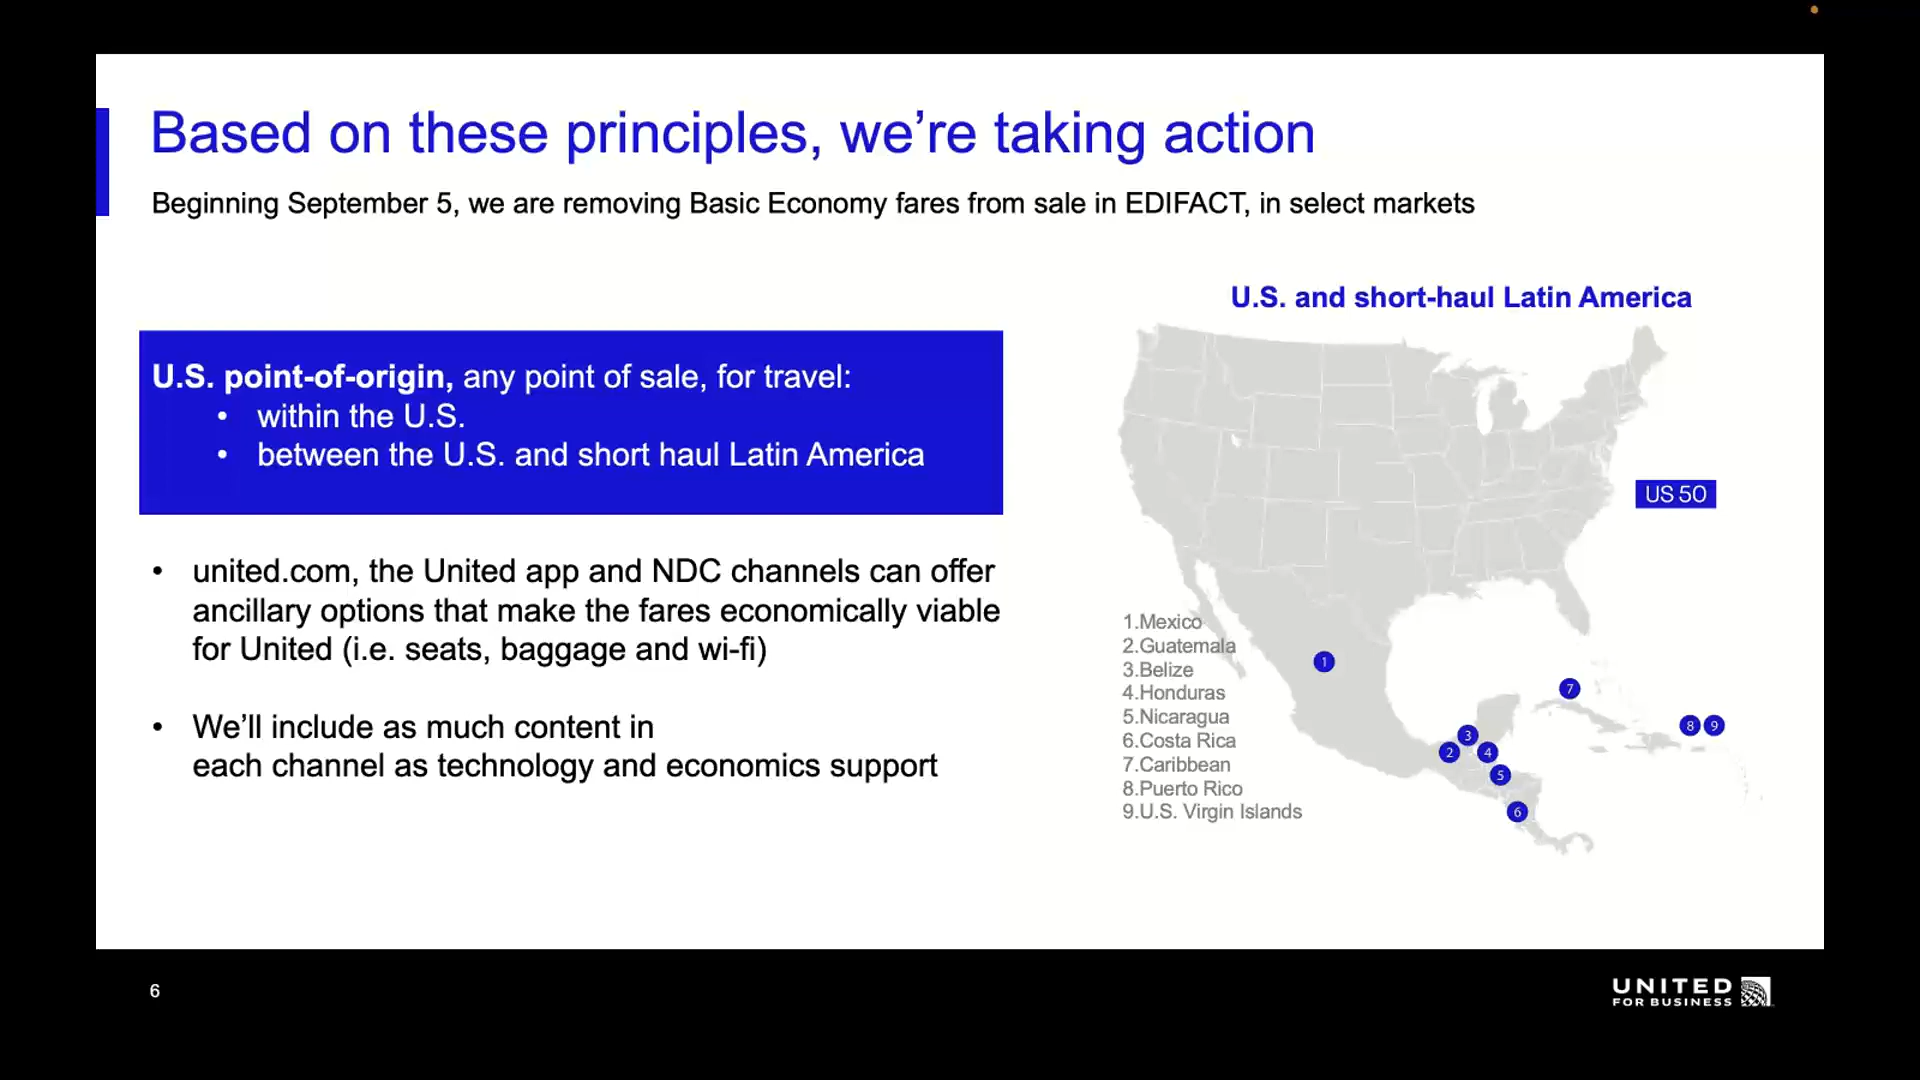 Based on these principles, we’re taking action
Beginning September 5, we are removing Basic Economy fares from sale in EDIFACT, in select markets
U.S. point-of-origin, any point of sale, for travel:
• within the U.S.
• between the U.S. and short haul Latin America
• united.com, the United app and NDC channels can offer
ancillary options that make the fares economically viable
for United (i.e. seats, baggage and wi-fi)
• We’ll include as much content in
each channel as technology and economics support
U.S. and short-haul Latin America
US 50
1.Mexico
2.Guatemala
3.Belize
4.Honduras
5.Nicaragua
6.Costa Rica
7.Caribbean
8.Puerto Rico
9.U.S. Virgin Islands
1
7
8 9
3
2 4
5
6
6
UNITED
FOR BUSINESS